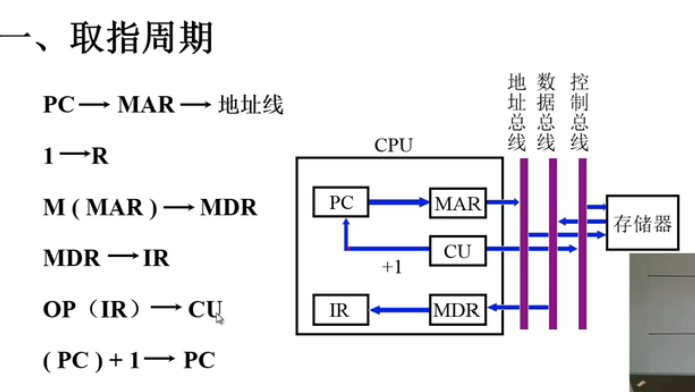 一、取指周期
PC → MAR → 地址线
1 → R
M ( MAR ) → MDR
MDR → IR
OP（IR）→ CU
( PC ) + 1 → PC
地址总线
数据总线
控制总线
CPU
PC
MAR
CU
+1
IR
MDR
存储器